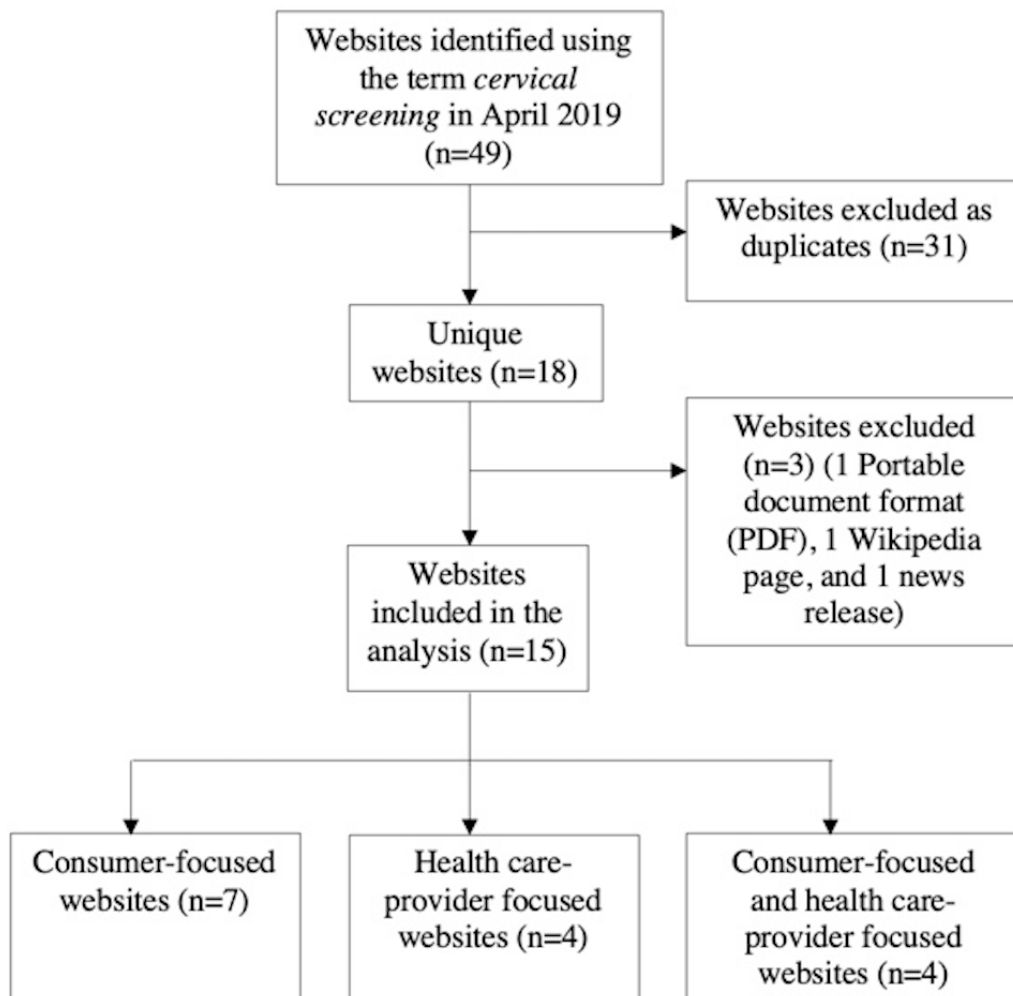 Websites identified using
the term cervical
screening in April 2019
(n=49)
Websites excluded as
duplicates (n=31)
Unique
websites (n=18)
Websites excluded
(n=3) (1 Portable
document format
(PDF), 1 Wikipedia
page, and 1 news
release)
Websites
included in the
analysis (n=15)
Consumer-focused
websites (n=7)
Health care-
provider focused
websites (n=4)
Consumer-focused
and health care-
provider focused
websites (n=4)